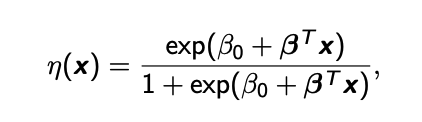 η(x) = exp(β₀ + βᵀx) / 1 + exp(β₀ + βᵀx),